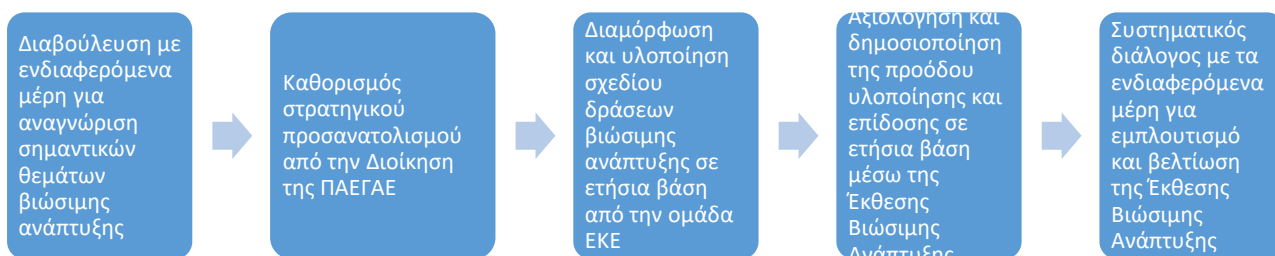 Διαβούλευση με
ενδιαφερόμενα
μέρη για
αναγνώριση
σημαντικών
θεμάτων
βιώσιμης
ανάπτυξης
Καθορισμός
στρατηγικού
προσανατολισμού
από την Διοίκηση
της ΠΑΕΓΑΕ
Διαμόρφωση
και υλοποίηση
σχεδίου
δράσεων
βιώσιμης
ανάπτυξης σε
ετήσια βάση
από την ομάδα
ΕΚΕ
Αξιολόγηση και
δημοσιοποίηση
της προόδου
υλοποίησης και
επίδοσης σε
ετήσια βάση
μέσω της
Έκθεσης
Βιώσιμης
Ανάπτυξης
Συστηματικός
διάλογος με τα
ενδιαφερόμενα
μέρη για
εμπλουτισμό
και βελτίωση
της Έκθεσης
Βιώσιμης
Ανάπτυξης